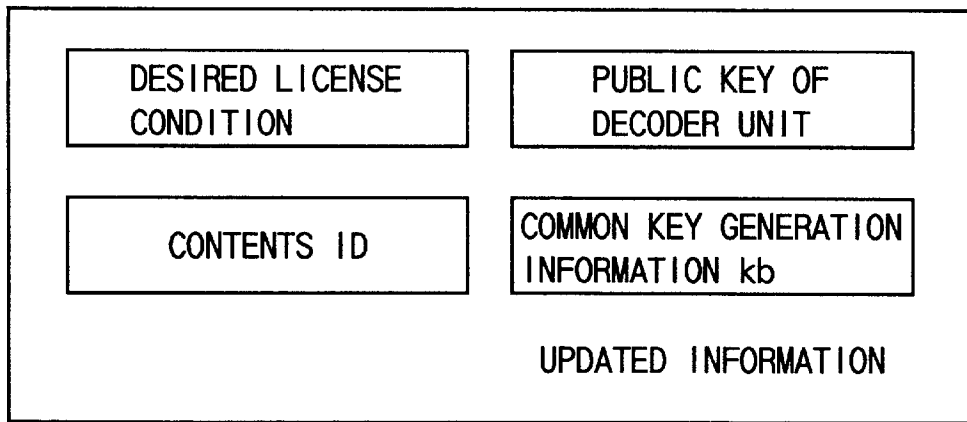 DESIRED LICENSE
CONDITION
PUBLIC KEY OF
DECODER UNIT
CONTENTS ID
COMMON KEY GENERATION
INFORMATION kb
UPDATED INFORMATION